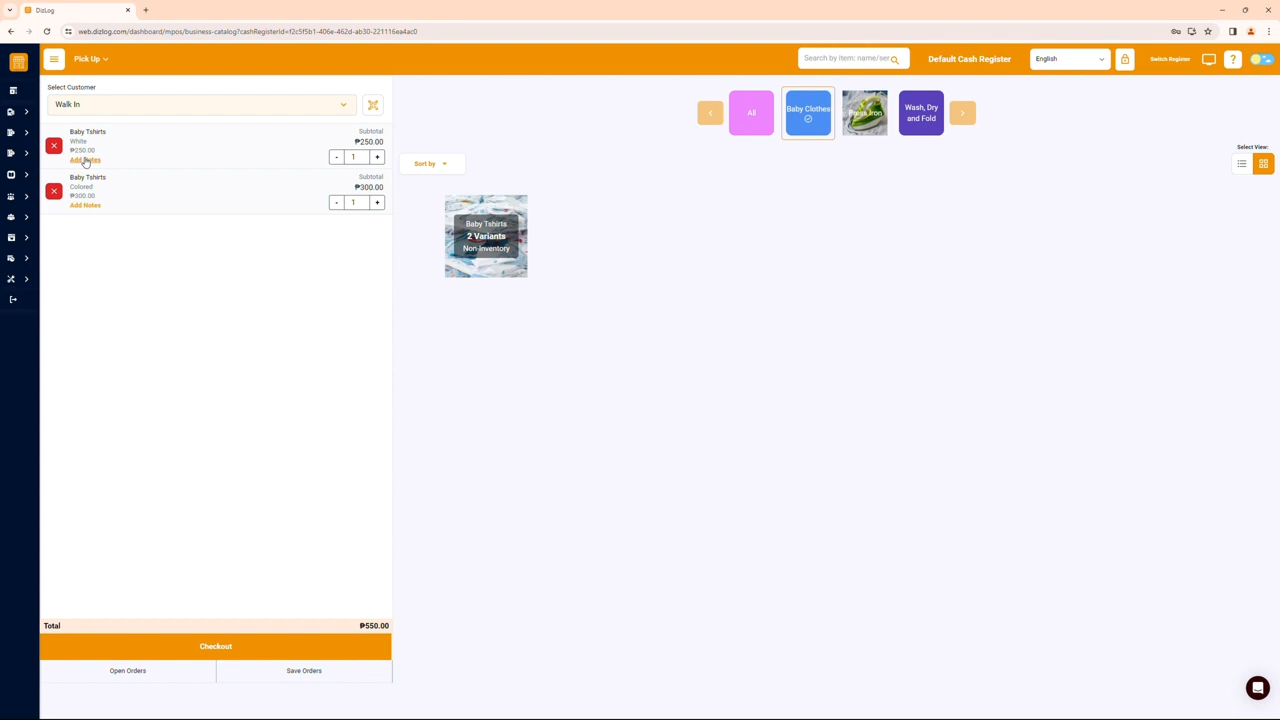 DizLog
web.dizlog.com/dashboard/mpos/business-catalog?cashRegisterId=f2c5f5b1-406e-462d-ab30-221116ea4ac0
Pick Up
Search by item: name/ser
Default Cash Register
English
Switch Register
?
Select Customer
Walk In
Baby Tshirts
White
₱250.00
Add Notes
Subtotal
₱250.00
- 1 +
Baby Tshirts
Colored
₱300.00
Add Notes
Subtotal
₱300.00
- 1 +
All
Baby Clothes
Press Iron
Wash, Dry
and Fold
Select View:
Sort by
Baby Tshirts
2 Variants
Non-Inventory
Total ₱550.00
Checkout
Open Orders
Save Orders